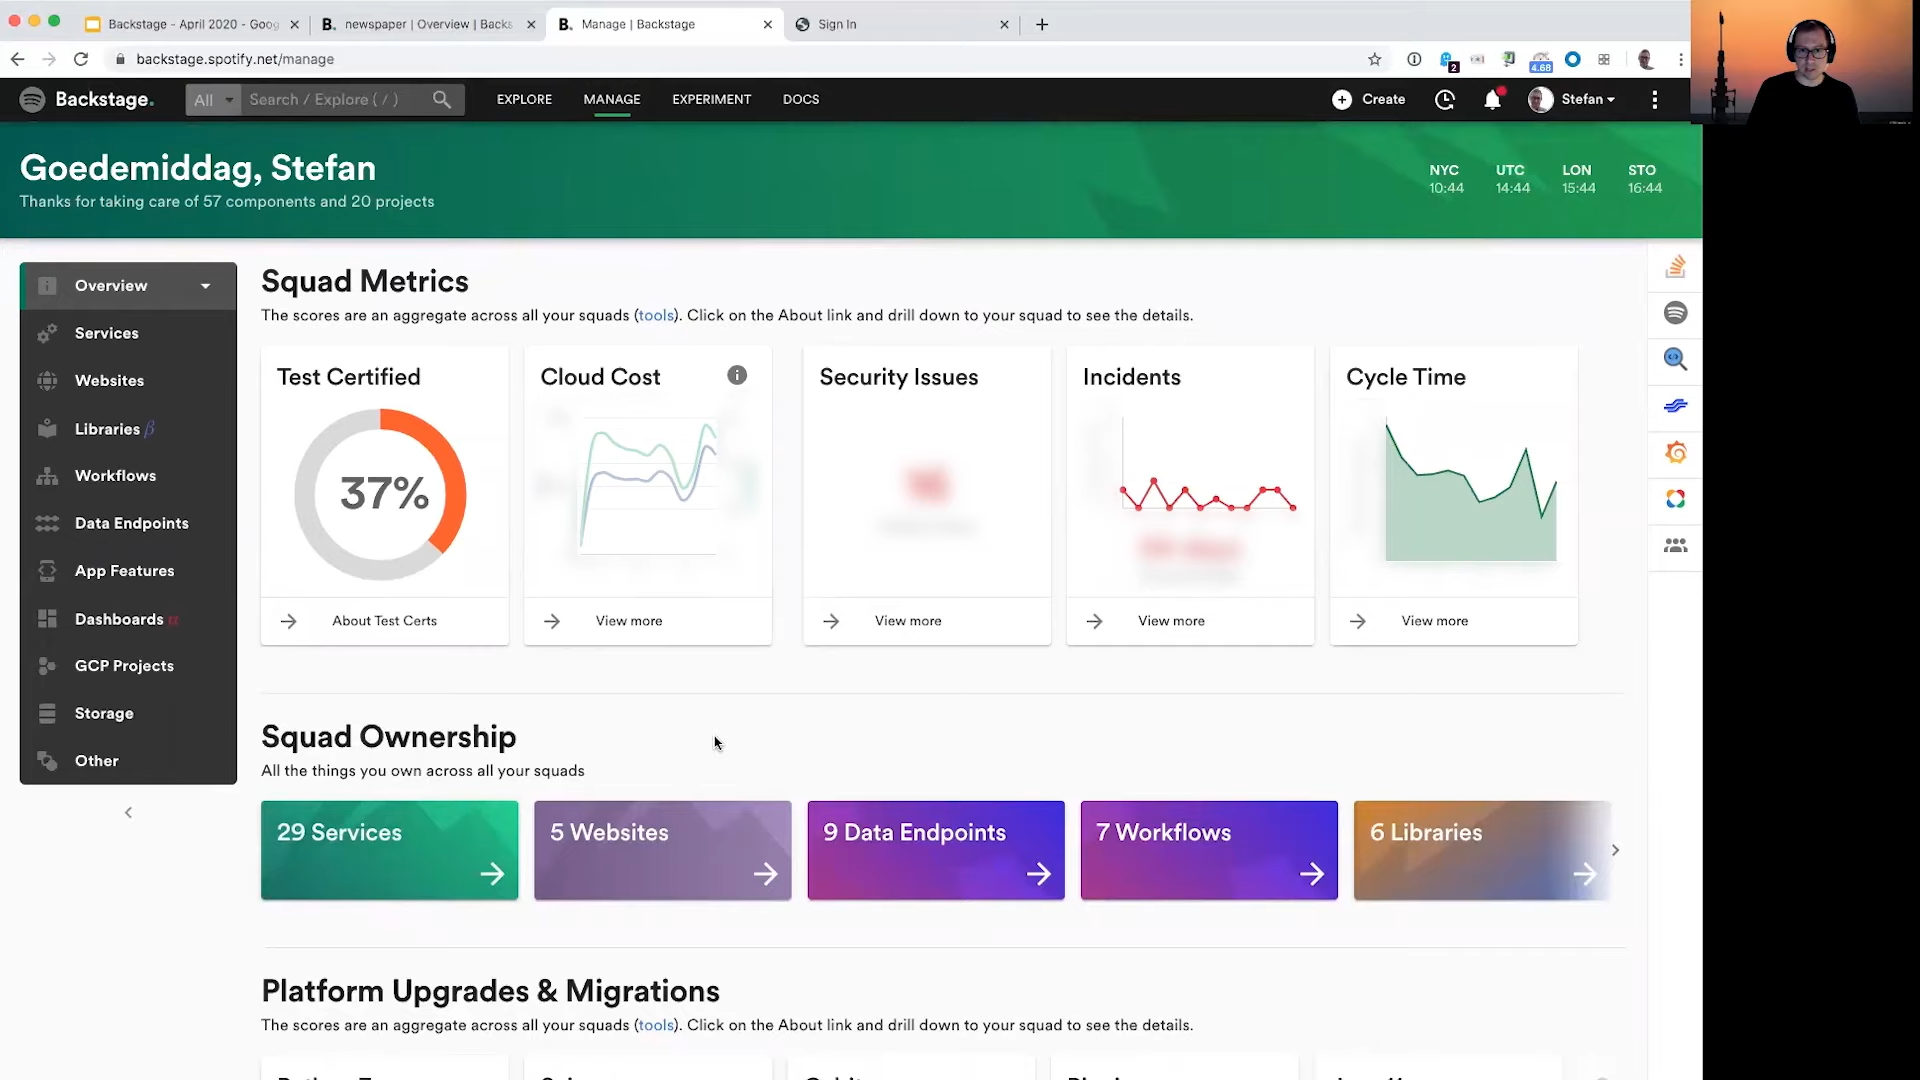 Backstage - April 2020 - Goog
newspaper | Overview | Backs
Manage | Backstage
Sign In
backstage.spotify.net/manage
2
4.68
Backstage.
All
Search / Explore ( / )
EXPLORE
MANAGE
EXPERIMENT
DOCS
Create
Stefan
Goedemiddag, Stefan
Thanks for taking care of 57 components and 20 projects
NYC
UTC
LON
STO
10:44
14:44
15:44
16:44
Overview
Services
Websites
Libraries β
Workflows
Data Endpoints
App Features
Dashboards α
GCP Projects
Storage
Other
Squad Metrics
The scores are an aggregate across all your squads (tools). Click on the About link and drill down to your squad to see the details.
Test Certified
37%
About Test Certs
Cloud Cost
View more
Security Issues
View more
Incidents
View more
Cycle Time
View more
Squad Ownership
All the things you own across all your squads
29 Services
5 Websites
9 Data Endpoints
7 Workflows
6 Libraries
Platform Upgrades & Migrations
The scores are an aggregate across all your squads (tools). Click on the About link and drill down to your squad to see the details.